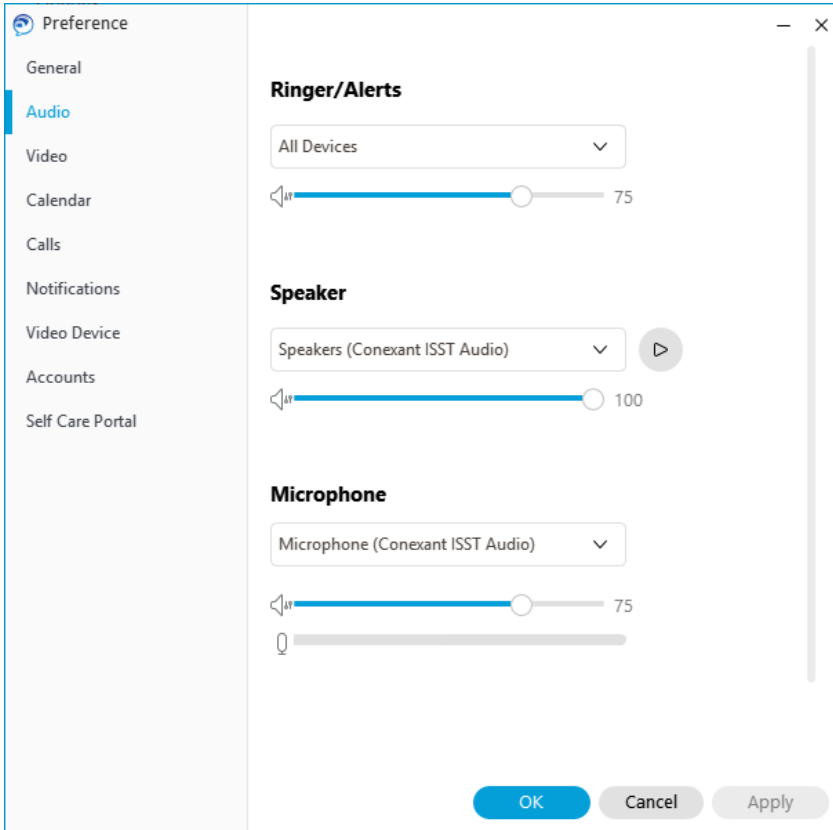 Preference
General
Audio
Video
Calendar
Calls
Notifications
Video Device
Accounts
Self Care Portal
Ringer/Alerts
All Devices
75
Speaker
Speakers (Conexant ISST Audio)
100
Microphone
Microphone (Conexant ISST Audio)
75
OK Cancel Apply